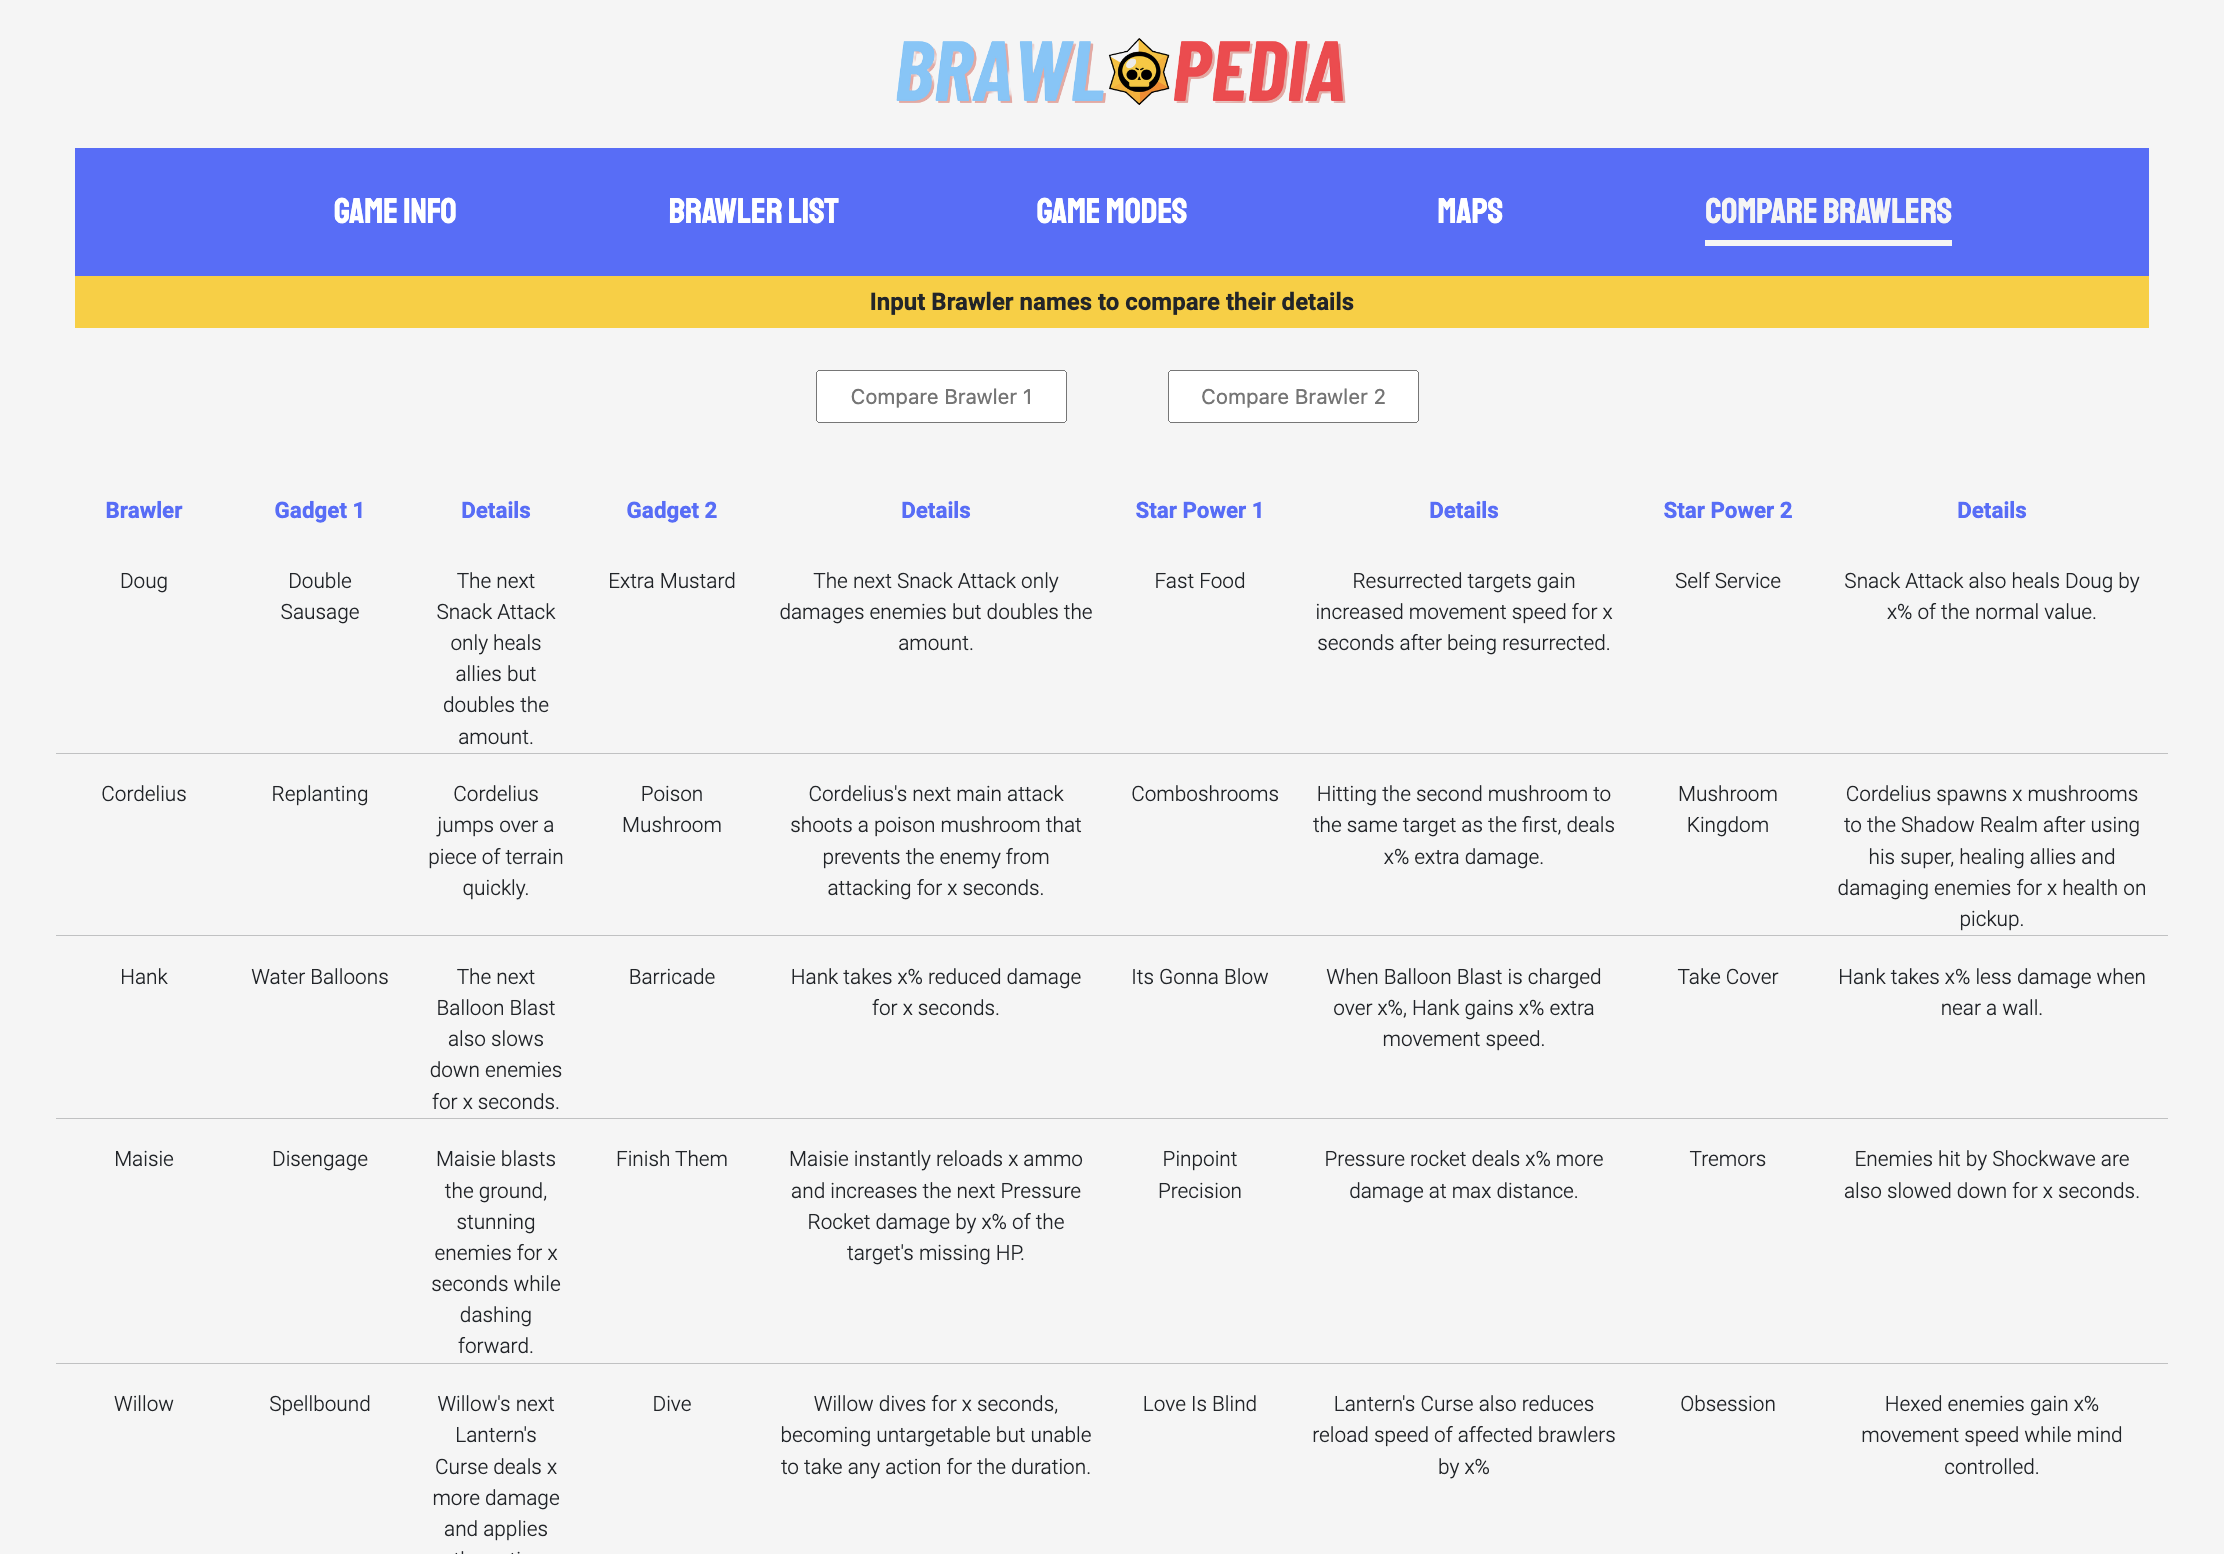 BRAWL PEDIA
GAME INFO BRAWLER LIST GAME MODES MAPS COMPARE BRAWLERS
Input Brawler names to compare their details
Compare Brawler 1 Compare Brawler 2
Brawler Gadget 1 Details Gadget 2 Details Star Power 1 Details Star Power 2 Details
Doug
Double
Sausage
The next
Snack Attack
only heals
allies but
doubles the
amount.
Extra Mustard
The next Snack Attack only
damages enemies but doubles the
amount.
Fast Food
Resurrected targets gain
increased movement speed for x
seconds after being resurrected.
Self Service
Snack Attack also heals Doug by
x% of the normal value.
Cordelius
Replanting
Cordelius
jumps over a
piece of terrain
quickly.
Poison
Mushroom
Cordelius's next main attack
shoots a poison mushroom that
prevents the enemy from
attacking for x seconds.
Comboshrooms
Hitting the second mushroom to
the same target as the first, deals
x% extra damage.
Mushroom
Kingdom
Cordelius spawns x mushrooms
to the Shadow Realm after using
his super, healing allies and
damaging enemies for x health on
pickup.
Hank
Water Balloons
The next
Balloon Blast
also slows
down enemies
for x seconds.
Barricade
Hank takes x% reduced damage
for x seconds.
Its Gonna Blow
When Balloon Blast is charged
over x%, Hank gains x% extra
movement speed.
Take Cover
Hank takes x% less damage when
near a wall.
Maisie
Disengage
Maisie blasts
the ground,
stunning
enemies for x
seconds while
dashing
forward.
Finish Them
Maisie instantly reloads x ammo
and increases the next Pressure
Rocket damage by x% of the
target's missing HP.
Pinpoint
Precision
Pressure rocket deals x% more
damage at max distance.
Tremors
Enemies hit by Shockwave are
also slowed down for x seconds.
Willow
Spellbound
Willow's next
Lantern's
Curse deals x
more damage
and applies
Dive
Willow dives for x seconds,
becoming untargetable but unable
to take any action for the duration.
Love Is Blind
Lantern's Curse also reduces
reload speed of affected brawlers
by x%
Obsession
Hexed enemies gain x%
movement speed while mind
controlled.